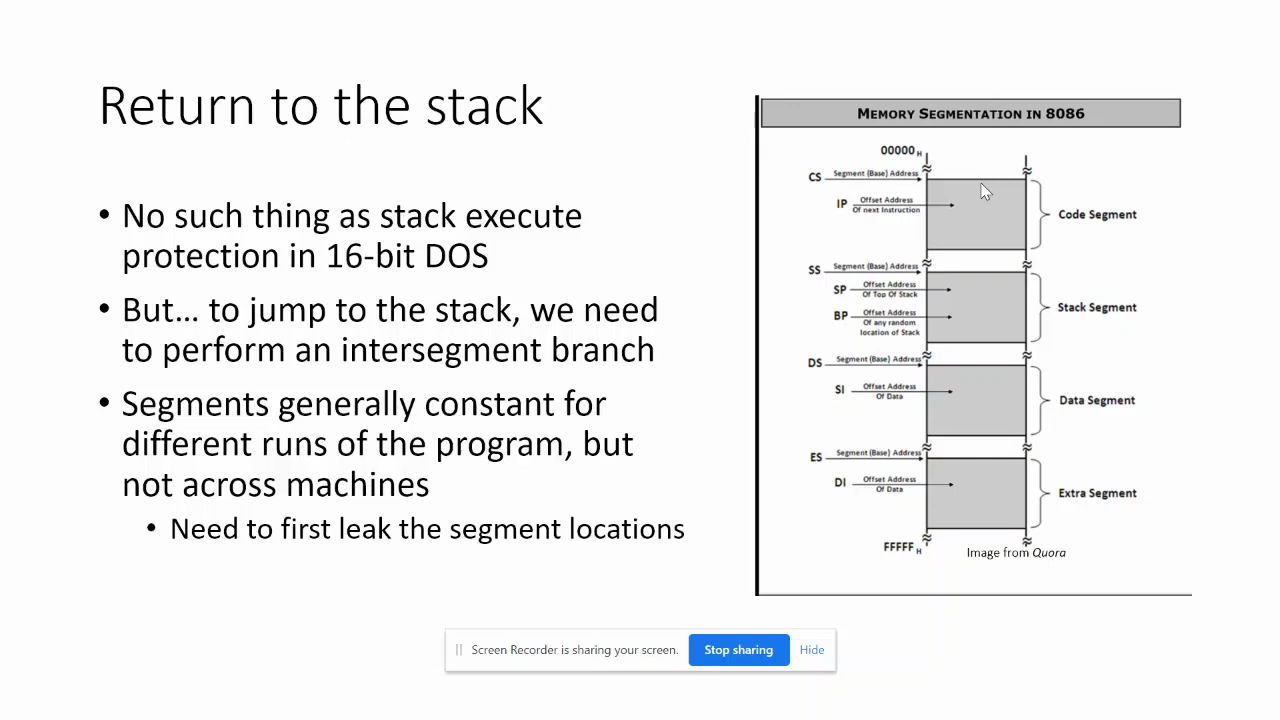 Return to the stack
• No such thing as stack execute
protection in 16-bit DOS
• But… to jump to the stack, we need
to perform an intersegment branch
• Segments generally constant for
different runs of the program, but
not across machines
• Need to first leak the segment locations
MEMORY SEGMENTATION IN 8086
00000 H
CS
Segment (Base) Address
IP
Offset Address
Of next Instruction
Code Segment
SS
Segment (Base) Address
SP
Offset Address
Of Top Of Stack
BP
Offset Address
Of any random
location of Stack
Stack Segment
DS
Segment (Base) Address
SI
Offset Address
Of Data
Data Segment
ES
Segment (Base) Address
DI
Offset Address
Of Data
Extra Segment
FFFFF H
Image from Quora
Screen Recorder is sharing your screen.
Stop sharing
Hide